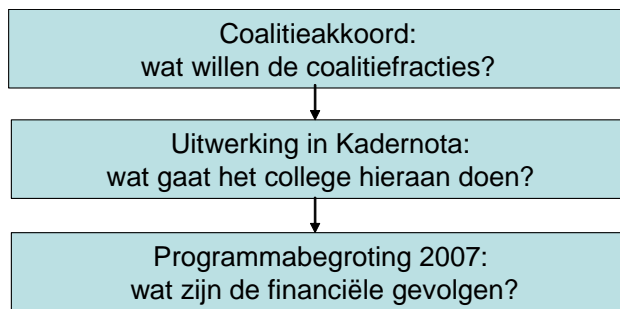 Coalitieakkoord:
wat willen de coalitiefracties?
Uitwerking in Kadernota:
wat gaat het college hieraan doen?
Programmabegroting 2007:
wat zijn de financiële gevolgen?